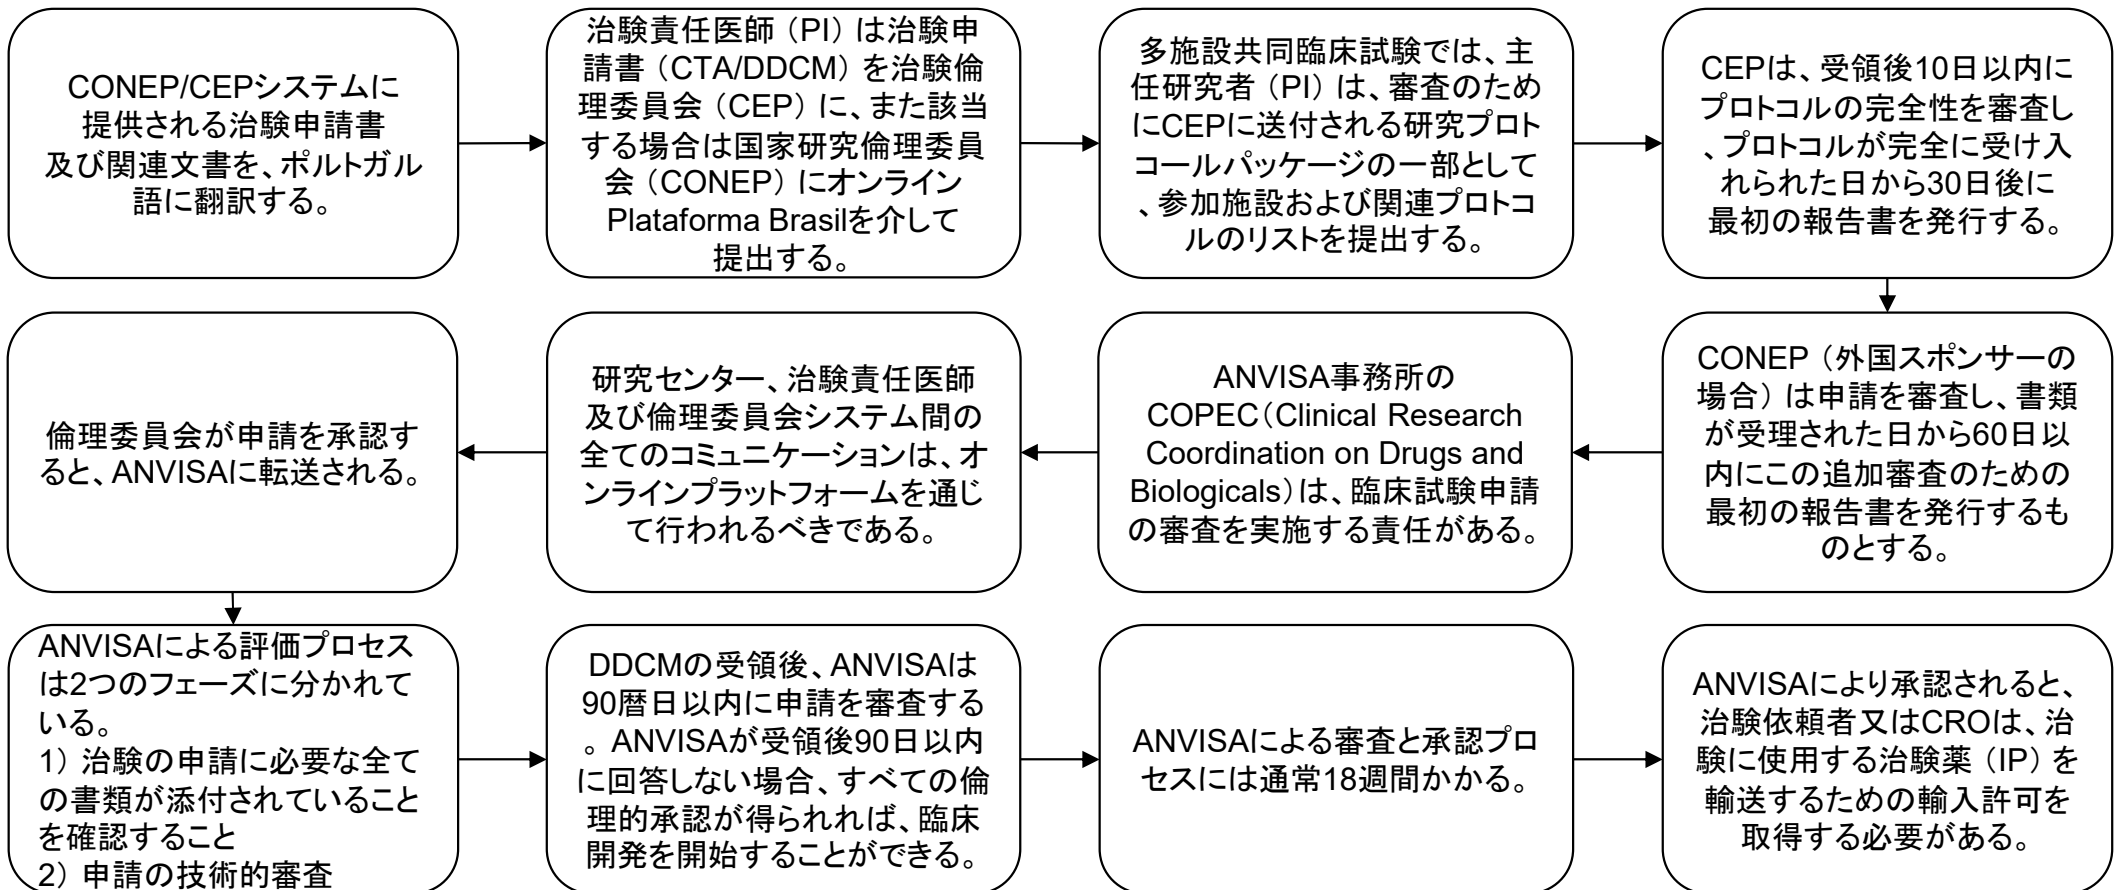 CONEP/CEPシステムに
提供される治験申請書
及び関連文書を、ポルトガル
語に翻訳する。
治験責任医師（PI）は治験申
請書（CTA/DDCM）を治験倫
理委員会（CEP）に、また該当
する場合は国家研究倫理委員
会（CONEP）にオンライン
Plataforma Brasilを介して
提出する。
多施設共同臨床試験では、主
任研究者（PI）は、審査のため
にCEPに送付される研究プロト
コールパッケージの一部として
、参加施設および関連プロトコ
ルのリストを提出する。
CEPは、受領後10日以内に
プロトコルの完全性を審査し
、プロトコルが完全に受け入
れられた日から30日後に
最初の報告書を発行する。
CONEP（外国スポンサーの
場合）は申請を審査し、書類
が受理された日から60日以
内にこの追加審査のための
最初の報告書を発行するも
のとする。
ANVISA事務所の
COPEC（Clinical Research
Coordination on Drugs and
Biologicals）は、臨床試験申請
の審査を実施する責任がある。
研究センター、治験責任医師
及び倫理委員会システム間の
全てのコミュニケーションは、オ
ンラインプラットフォームを通じ
て行われるべきである。
倫理委員会が申請を承認す
ると、ANVISAに転送される。
ANVISAによる評価プロセス
は2つのフェーズに分かれて
いる。
1）治験の申請に必要な全て
の書類が添付されていること
を確認すること
2）申請の技術的審査
DDCMの受領後、ANVISAは
90暦日以内に申請を審査する
。ANVISAが受領後90日以内
に回答しない場合、すべての倫
理的承認が得られれば、臨床
開発を開始することができる。
ANVISAによる審査と承認プロ
セスには通常18週間かかる。
ANVISAにより承認されると、
治験依頼者又はCROは、治
験に使用する治験薬（IP）を
輸送するための輸入許可を
取得する必要がある。